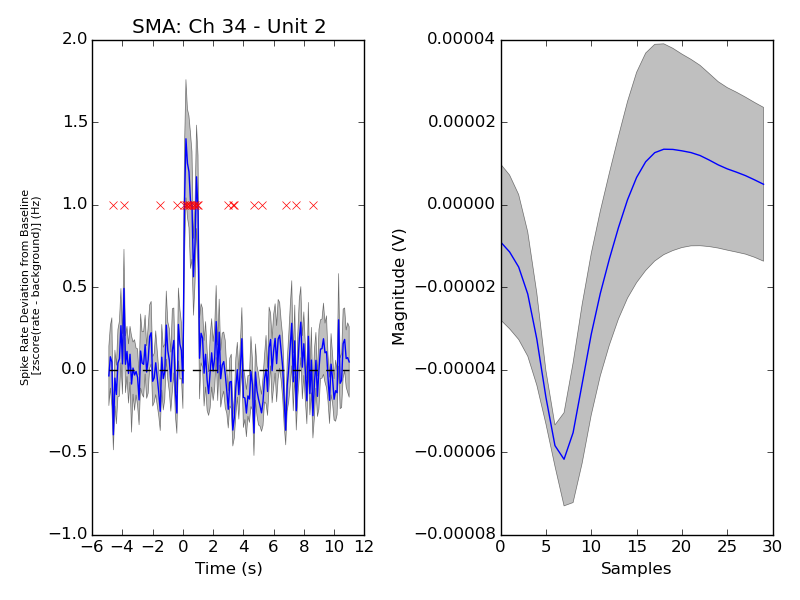 SMA: Ch 34 - Unit 2
Spike Rate Deviation from Baseline
[zscore(rate - background)] (Hz)
2.0
1.5
1.0
0.5
0.0
−0.5
−1.0
−6 −4 −2 0 2 4 6 8 10 12
Time (s)
Magnitude (V)
0.00004
0.00002
0.00000
−0.00002
−0.00004
−0.00006
−0.00008
0 5 10 15 20 25 30
Samples